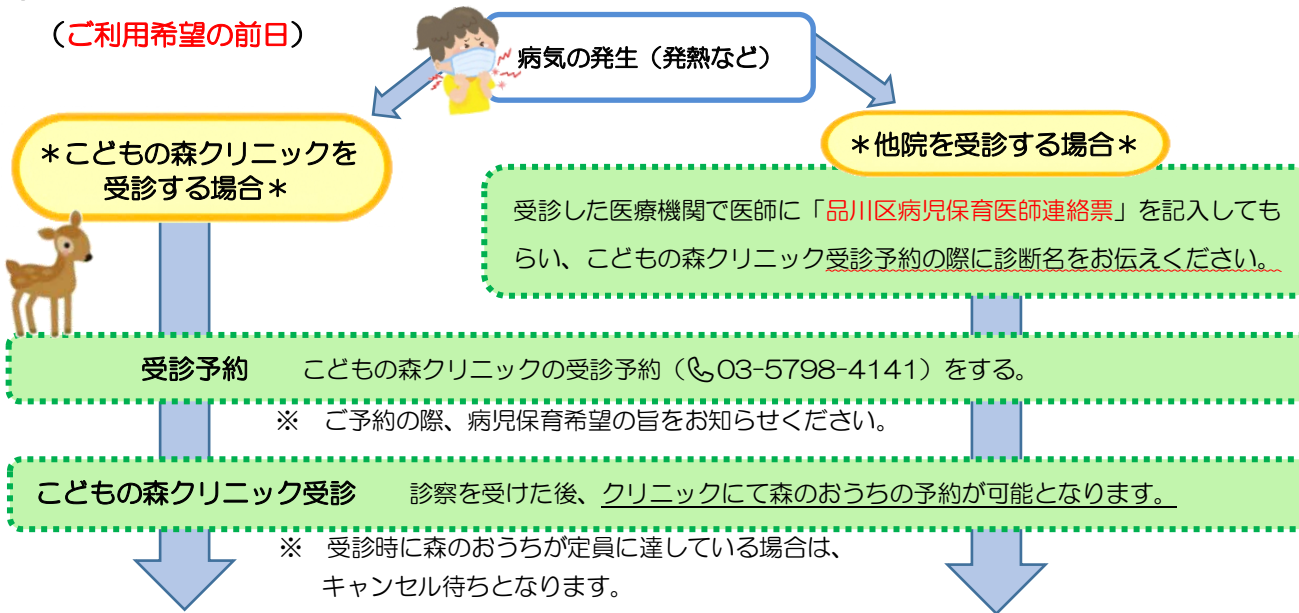 （ご利用希望の前日）
病気の発生（発熱など）
＊こどもの森クリニックを
受診する場合＊
＊他院を受診する場合＊
受診した医療機関で医師に「品川区病児保育医師連絡票」を記入しても
らい、こどもの森クリニック受診予約の際に診断名をお伝えください。
受診予約　こどもの森クリニックの受診予約（📞03-5798-4141）をする。
※　ご予約の際、病児保育希望の旨をお知らせください。
こどもの森クリニック受診　診察を受けた後、クリニックにて森のおうちの予約が可能となります。
※　受診時に森のおうちが定員に達している場合は、
キャンセル待ちとなります。